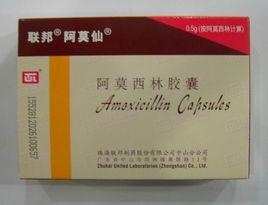 联邦® 阿莫仙®
0.5g(按阿莫西林计算)
阿莫西林胶囊
Amoxicillin Capsules
珠海联邦制药股份有限公司中山分公司
Zhuhai United Laboratories (Zhongshan) Co., Ltd.